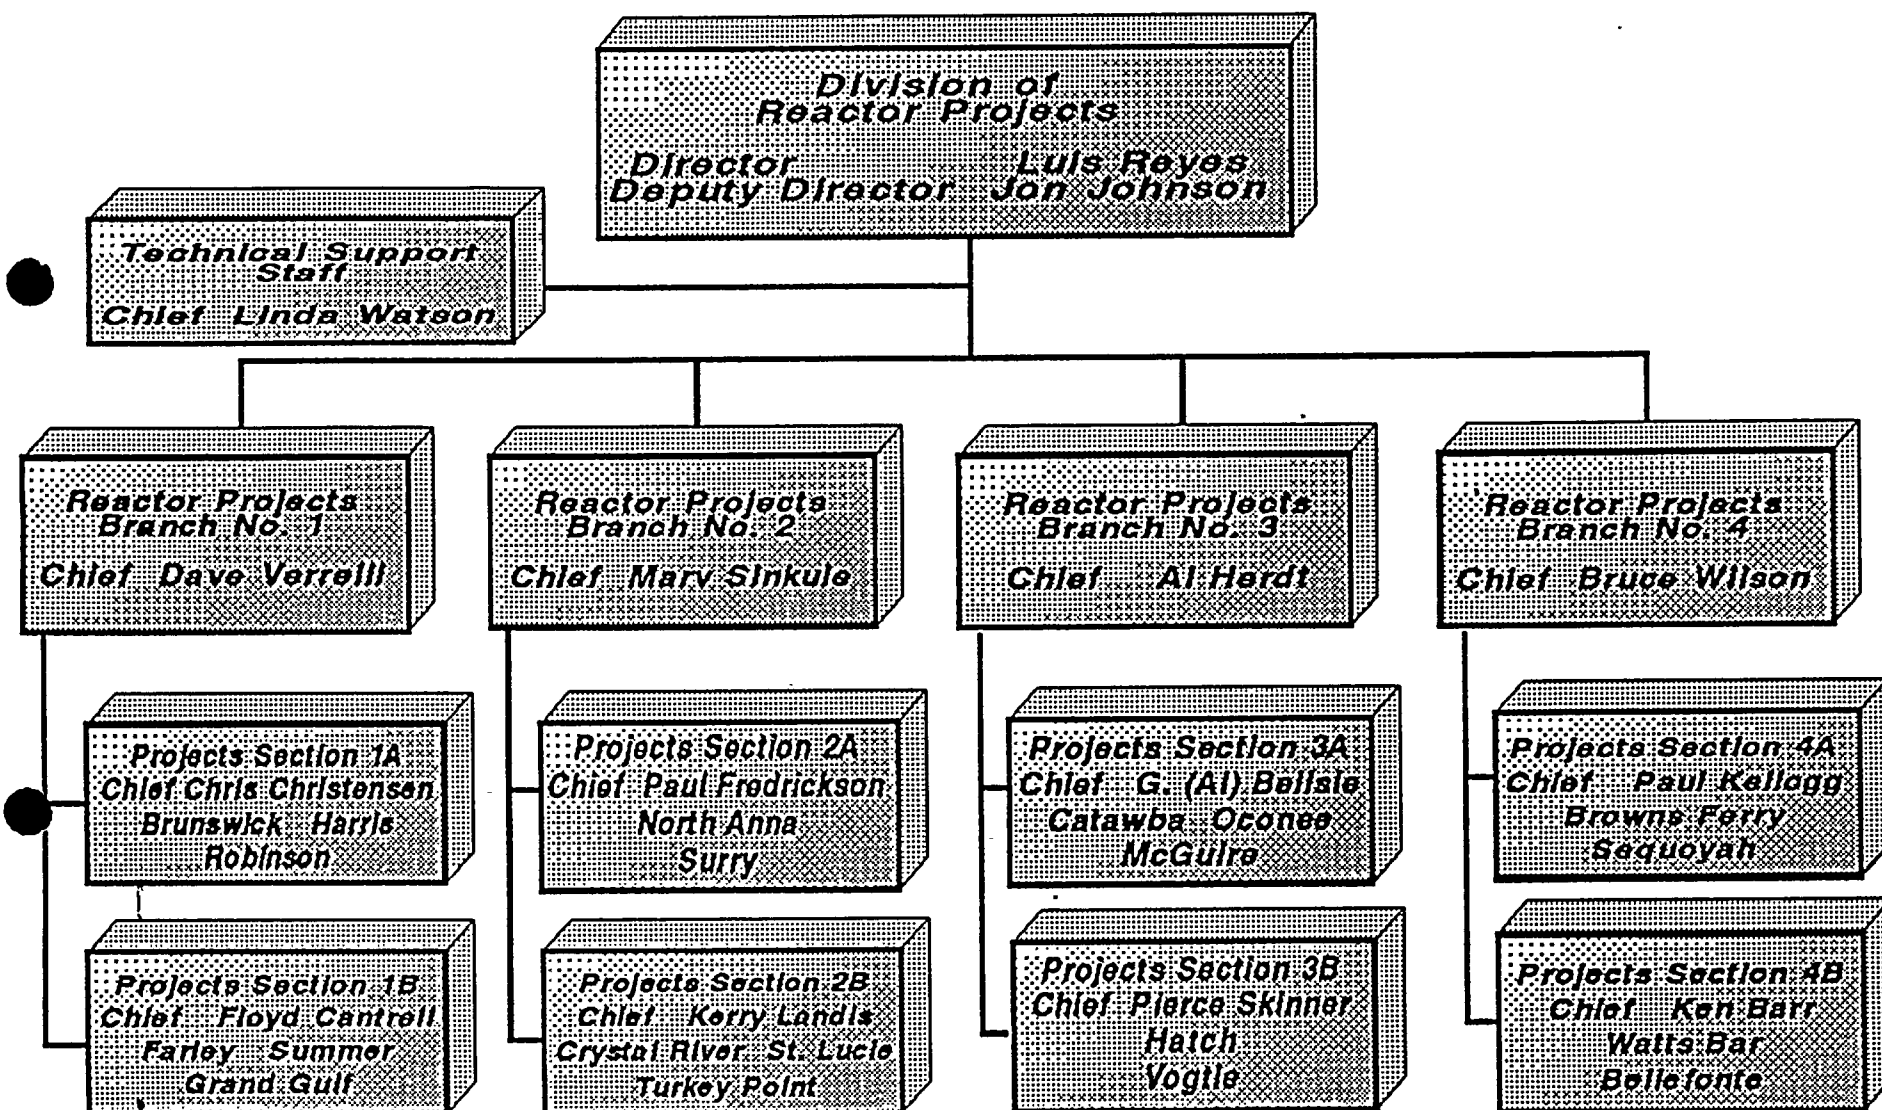 Division of
Reactor Projects
Director Luis Reyes
Deputy Director Jon Johnson
Technical Support
Staff
Chief Linda Watson
Reactor Projects
Branch No. 1
Chief Dave Verrelli
Reactor Projects
Branch No. 2
Chief Marv Sinkule
Reactor Projects
Branch No. 3
Chief Al Herdt
Reactor Projects
Branch No. 4
Chief Bruce Wilson
Projects Section 1A
Chief Chris Christensen
Brunswick Harris
Robinson
Projects Section 2A
Chief Paul Fredrickson
North Anna
Surry
Projects Section 3A
Chief G. (Al) Belisle
Catawba Oconee
McGuire
Projects Section 4A
Chief Paul Kellogg
Browns Ferry
Sequoyah
Projects Section 1B
Chief Floyd Cantrell
Farley Summer
Grand Gulf
Projects Section 2B
Chief Kerry Landis
Crystal River St. Lucie
Turkey Point
Projects Section 3B
Chief Pierce Skinner
Hatch
Vogtle
Projects Section 4B
Chief Ken Barr
Watts Bar
Bellefonte